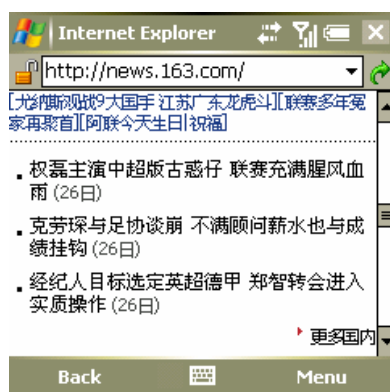 Internet Explorer
http://news.163.com/
[尤纳斯观战9大国手 江苏广东龙虎斗][联赛多年冤
家再聚首][阿联今天生日|祝福]
权磊主演中超版古惑仔 联赛充满腥风血
雨 (26日)
克劳琛与足协谈崩 不满顾问薪水也与成
绩挂钩 (26日)
经纪人目标选定英超德甲 郑智转会进入
实质操作 (26日)
更多国内
Back
Menu